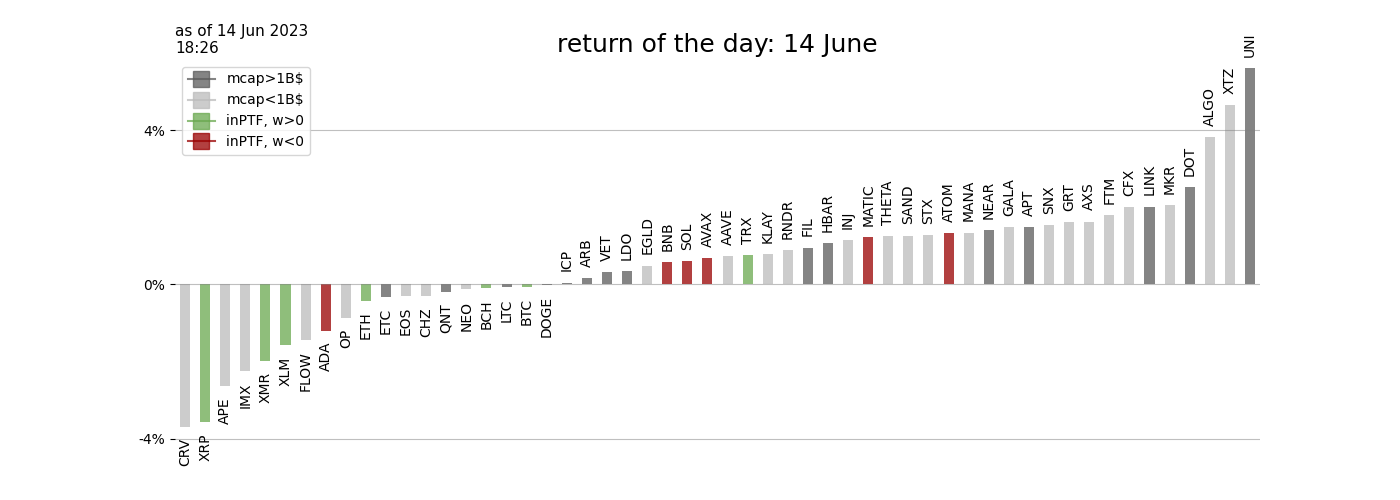 as of 14 Jun 2023
18:26
return of the day: 14 June
mcap>1B$
mcap<1B$
inPTF, w>0
inPTF, w<0
4%
0%
-4%
CRV
XRP
APE
IMX
XMR
XLM
FLOW
ADA
OP
ETH
ETC
EOS
CHZ
QNT
NEO
BCH
LTC
BTC
DOGE
ICP
ARB
VET
LDO
EGLD
BNB
SOL
AVAX
AAVE
TRX
KLAY
RNDR
FIL
HBAR
INJ
MATIC
THETA
SAND
STX
ATOM
MANA
NEAR
GALA
APT
SNX
GRT
AXS
FTM
CFX
LINK
MKR
DOT
ALGO
XTZ
UNI